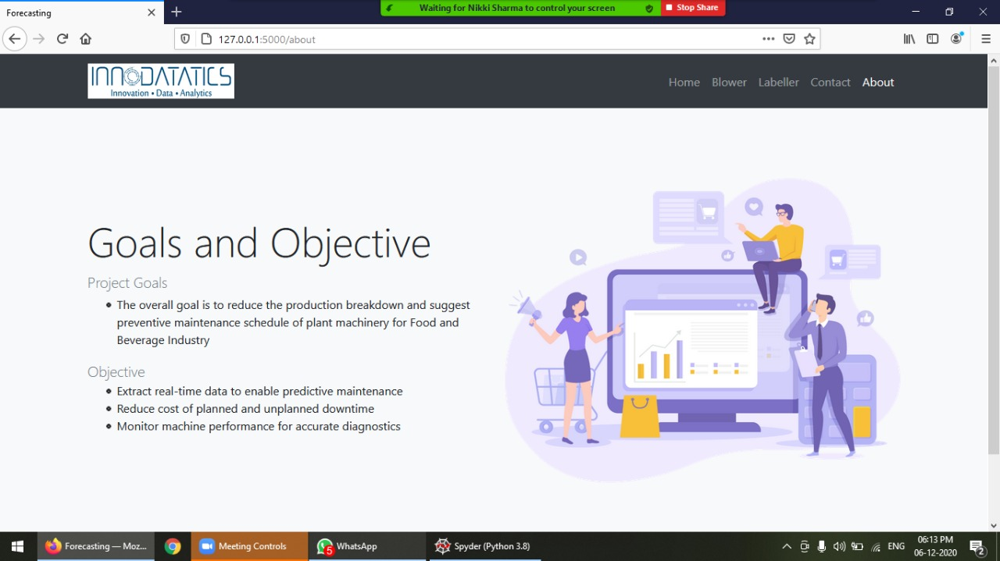 Forecasting
Waiting for Nikki Sharma to control your screen
Stop Share
127.0.0.1:5000/about
INNODATATICS
Innovation • Data • Analytics
Home Blower Labeller Contact About
Goals and Objective
Project Goals
• The overall goal is to reduce the production breakdown and suggest
preventive maintenance schedule of plant machinery for Food and
Beverage Industry
Objective
• Extract real-time data to enable predictive maintenance
• Reduce cost of planned and unplanned downtime
• Monitor machine performance for accurate diagnostics
Forecasting — Moz...
Meeting Controls
5
WhatsApp
Spyder (Python 3.8)
ENG
06:13 PM
06-12-2020
2